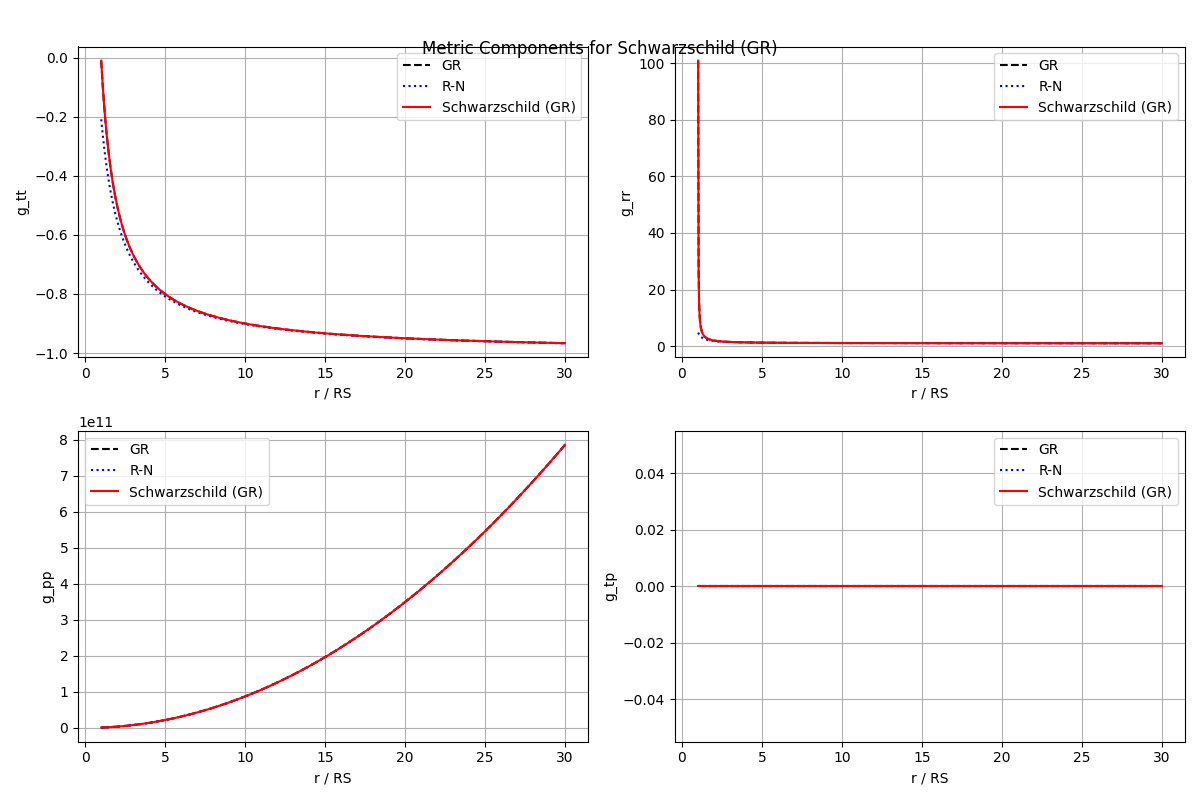 Metric Components for Schwarzschild (GR)
0.0
−0.2
−0.4
−0.6
−0.8
−1.0
g_tt
0 5 10 15 20 25 30
r / RS
GR
R-N
Schwarzschild (GR)
100
80
60
40
20
0
g_rr
0 5 10 15 20 25 30
r / RS
GR
R-N
Schwarzschild (GR)
1e11
8
7
6
5
4
3
2
1
0
g_pp
0 5 10 15 20 25 30
r / RS
GR
R-N
Schwarzschild (GR)
0.04
0.02
0.00
−0.02
−0.04
g_tp
0 5 10 15 20 25 30
r / RS
GR
R-N
Schwarzschild (GR)